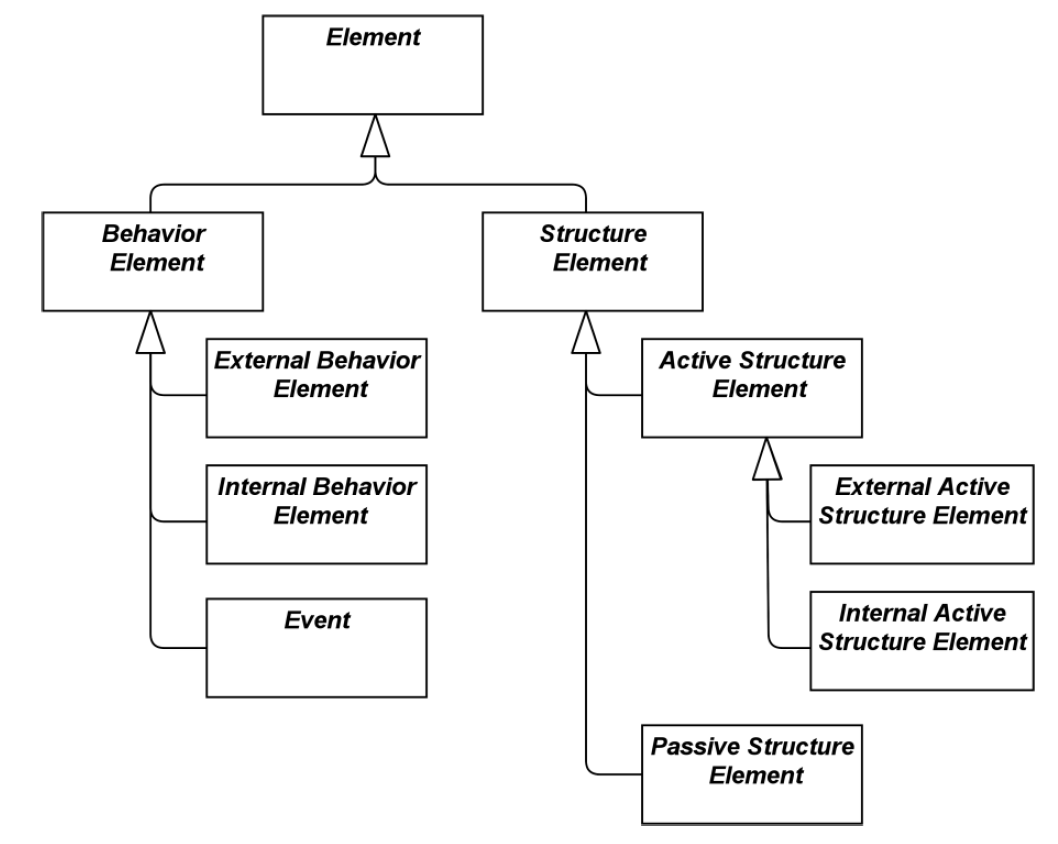 Element
Behavior
Element
Structure
Element
External Behavior
Element
Active Structure
Element
Internal Behavior
Element
External Active
Structure Element
Event
Internal Active
Structure Element
Passive Structure
Element